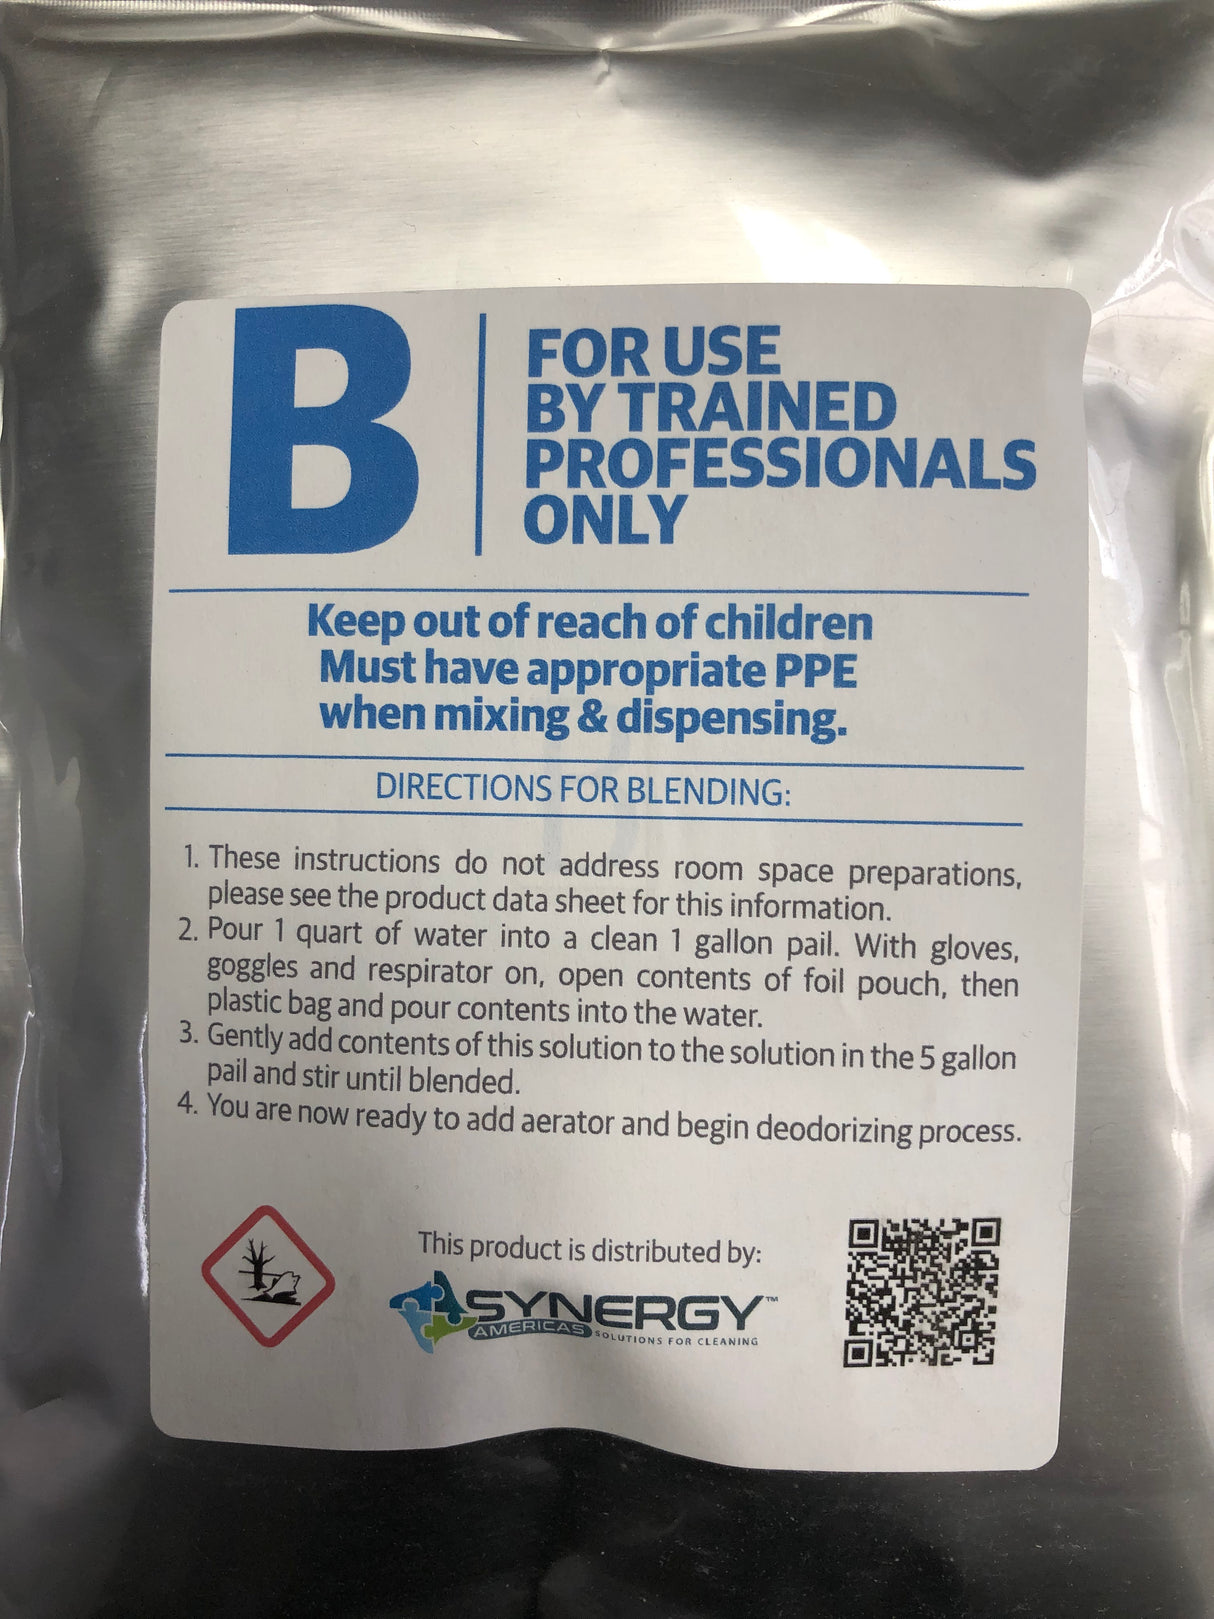 B
FOR USE
BY TRAINED
PROFESSIONALS
ONLY
Keep out of reach of children
Must have appropriate PPE
when mixing & dispensing.
DIRECTIONS FOR BLENDING:
1. These instructions do not address room space preparations,
please see the product data sheet for this information.
2. Pour 1 quart of water into a clean 1 gallon pail. With gloves,
goggles and respirator on, open contents of foil pouch, then
plastic bag and pour contents into the water.
3. Gently add contents of this solution to the solution in the 5 gallon
pail and stir until blended.
4. You are now ready to add aerator and begin deodorizing process.
This product is distributed by:
SYNERGY™
AMERICAS SOLUTIONS FOR CLEANING